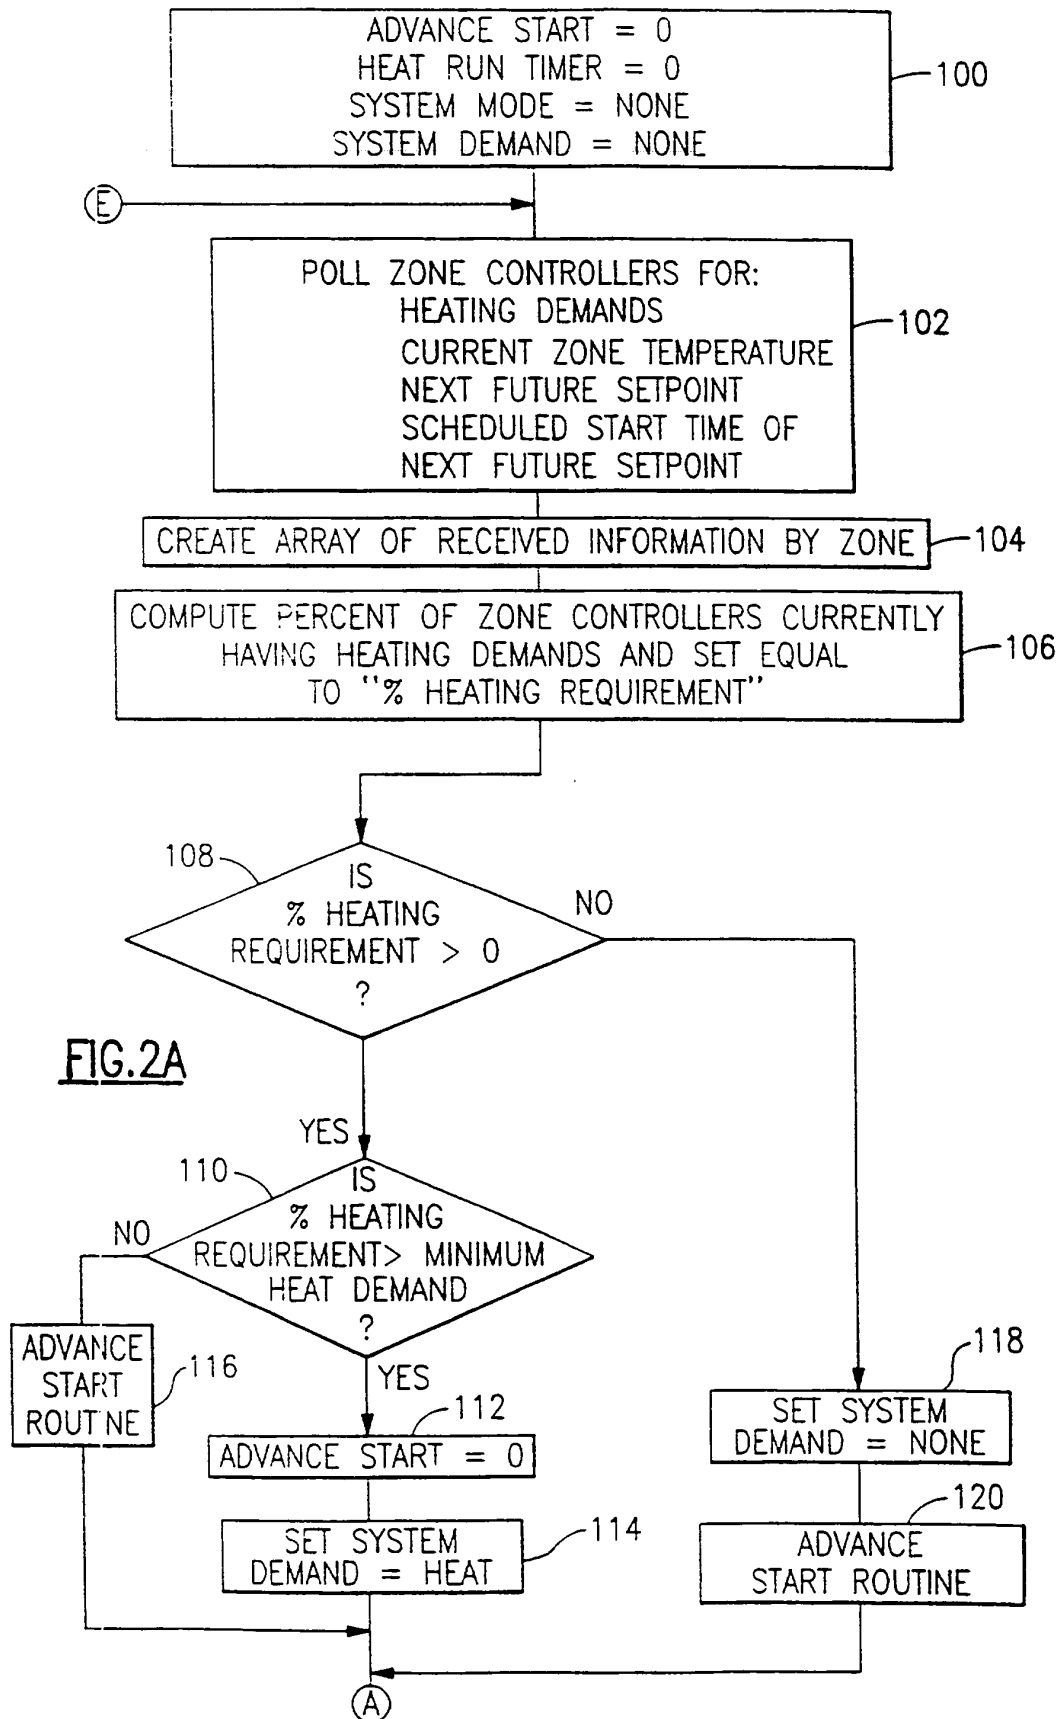 ADVANCE START = 0
HEAT RUN TIMER = 0
SYSTEM MODE = NONE
SYSTEM DEMAND = NONE
100
E
POLL ZONE CONTROLLERS FOR:
HEATING DEMANDS
CURRENT ZONE TEMPERATURE
NEXT FUTURE SETPOINT
SCHEDULED START TIME OF
NEXT FUTURE SETPOINT
102
CREATE ARRAY OF RECEIVED INFORMATION BY ZONE
104
COMPUTE PERCENT OF ZONE CONTROLLERS CURRENTLY
HAVING HEATING DEMANDS AND SET EQUAL
TO "% HEATING REQUIREMENT"
106
108
IS
% HEATING
REQUIREMENT > 0
?
NO
FIG.2A
YES
110
IS
% HEATING
REQUIREMENT> MINIMUM
HEAT DEMAND
?
NO
YES
ADVANCE
START
ROUTINE
116
112
ADVANCE START = 0
SET SYSTEM
DEMAND = HEAT
114
118
SET SYSTEM
DEMAND = NONE
120
ADVANCE
START ROUTINE
A